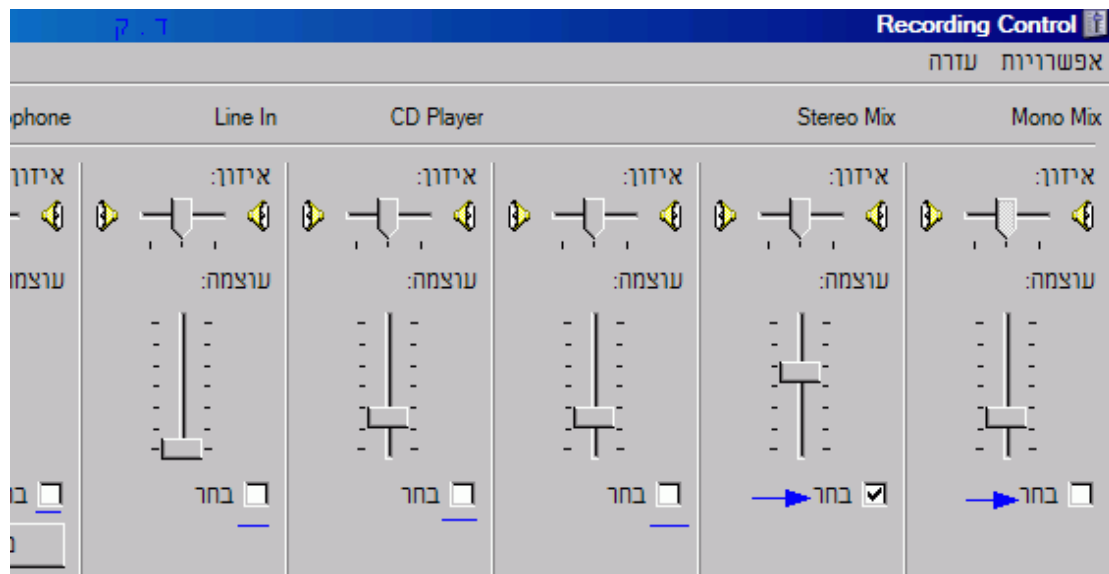 Recording Control
ד . ק
אפשרויות עזרה
Mono Mix
Stereo Mix
CD Player
Line In
איזון: איזון: איזון: איזון: איזון:
עוצמה: עוצמה: עוצמה: עוצמה: עוצמה:
בחר בחר בחר בחר בחר